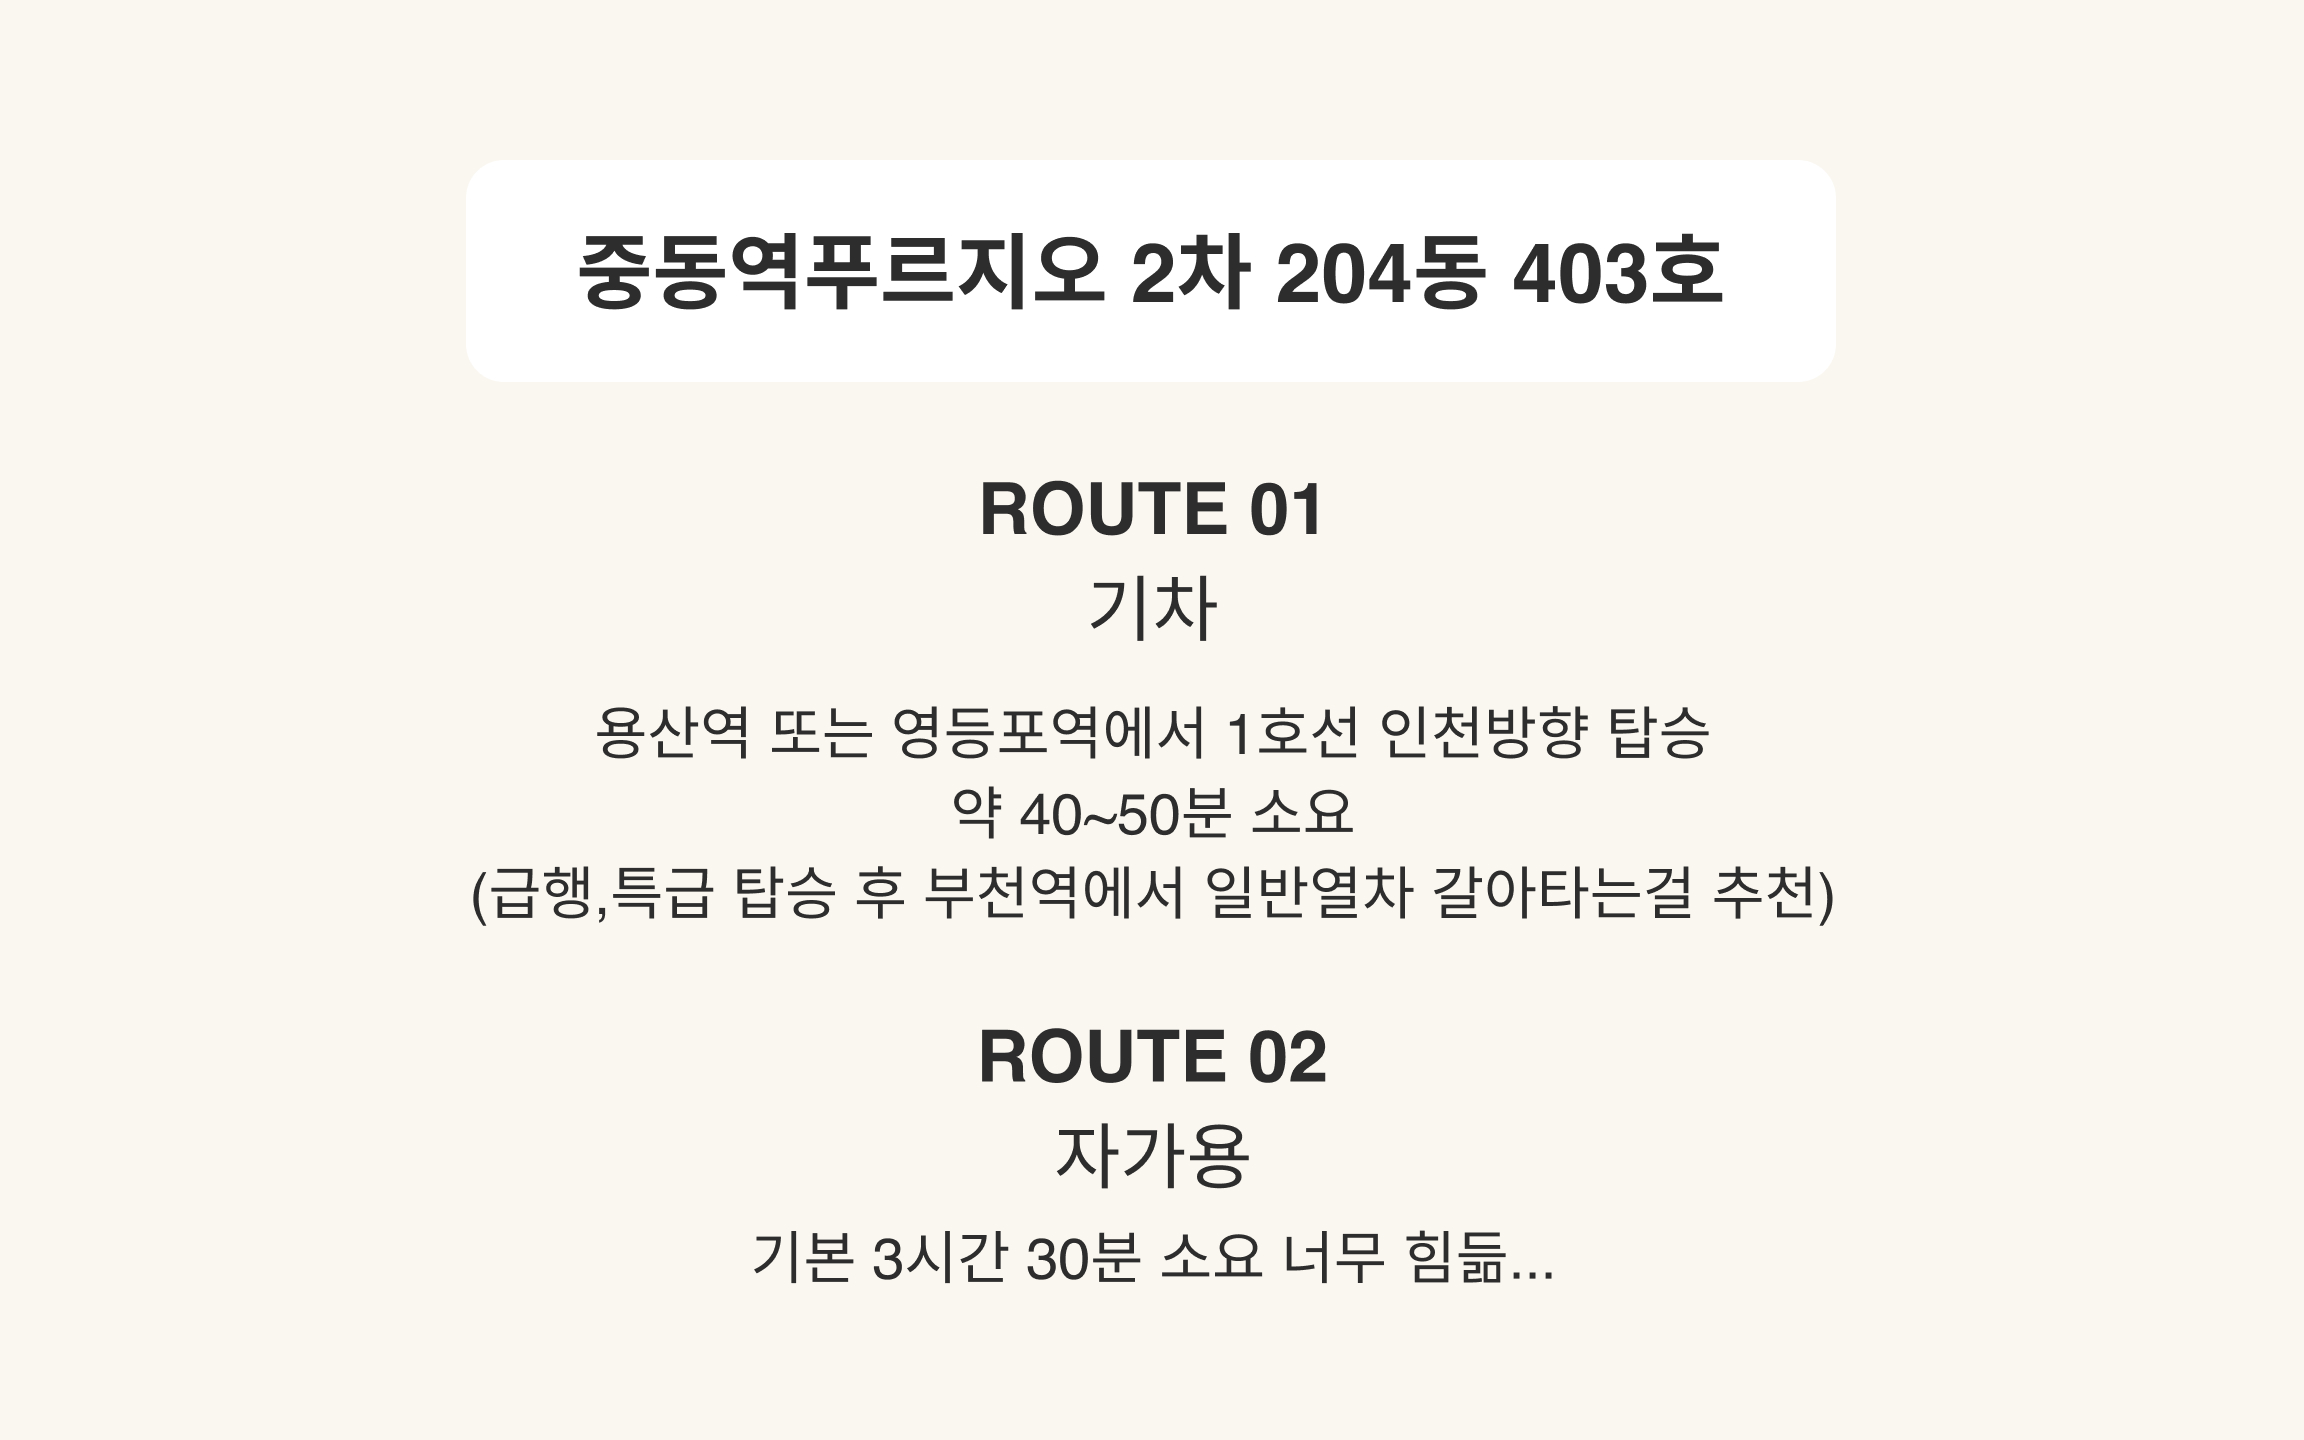 중동역푸르지오 2차 204동 403호
ROUTE 01
기차
용산역 또는 영등포역에서 1호선 인천방향 탑승
약 40~50분 소요
(급행,특급 탑승 후 부천역에서 일반열차 갈아타는걸 추천)
ROUTE 02
자가용
기본 3시간 30분 소요 너무 힘듦...